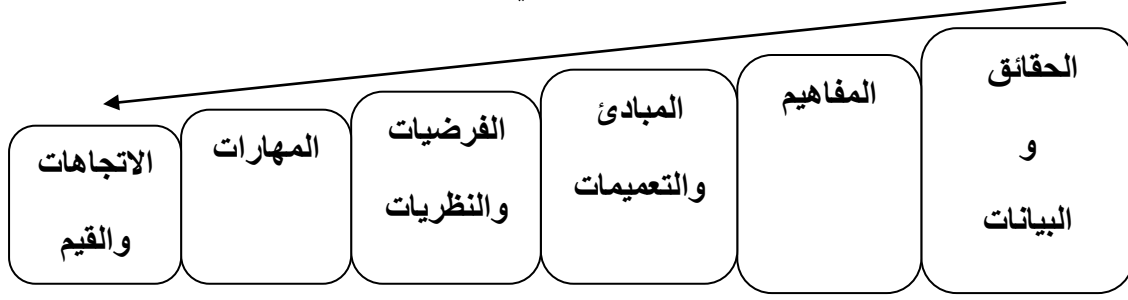 الحقائق
و
البيانات
المفاهيم
المبادئ
والتعميمات
الفرضيات
والنظريات
المهارات
الاتجاهات
والقيم